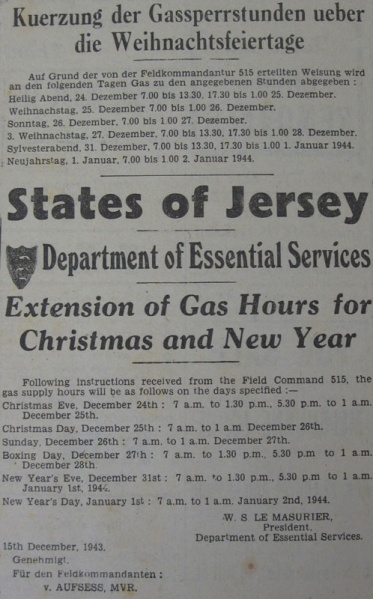 Kuerzung der Gassperrstunden ueber
die Weihnachtsfeiertage
Auf Grund der von der Feldkommandantur 515 erteilten Weisung wird
an den folgenden Tagen Gas zu den angegebenen Stunden abgegeben:
Heilig Abend, 24. Dezember 7.00 bis 13.30, 17.30 bis 1.00 25. Dezember.
Weihnachstag, 25. Dezember 7.00 bis 1.00 26. Dezember.
Sonntag, 26. Dezember, 7.00 bis 1.00 27. Dezember,
3. Weihnachstag, 27. Dezember, 7.00 bis 13.30, 17.30 bis 1.00 28. Dezember.
Sylvesterabend, 31. Dezember, 7.00 bis 13.30, 17.30 bis 1.00 1. Januar 1944.
Neujahrstag, 1. Januar, 7.00 bis 1.00 2. Januar 1944.
States of Jersey
Department of Essential Services
Extension of Gas Hours for
Christmas and New Year
Following instructions received from the Field Command 515, the
gas supply hours will be as follows on the days specified :—
Christmas Eve, December 24th : 7 a.m. to 1.30 p.m., 5.30 p.m. to 1 a.m.
December 25th.
Christmas Day, December 25th : 7 a.m. to 1 a.m. December 26th.
Sunday, December 26th : 7 a.m. to 1 a.m. December 27th.
Boxing Day, December 27th : 7 a.m. to 1.30 p.m., 5.30 p.m. to 1 a.m.
December 28th.
New Year's Eve, December 31st : 7 a.m. to 1.30 p.m., 5.30 p.m to 1 a.m.
January 1st, 1944.
New Year's Day, January 1st : 7 a.m. to 1 a.m. January 2nd, 1944.
W. S. LE MASURIER,
President,
Department of Essential Services.
15th December, 1943.
Genehmigt.
Für den Feldkommandanten :
v. AUFSESS, MVR.